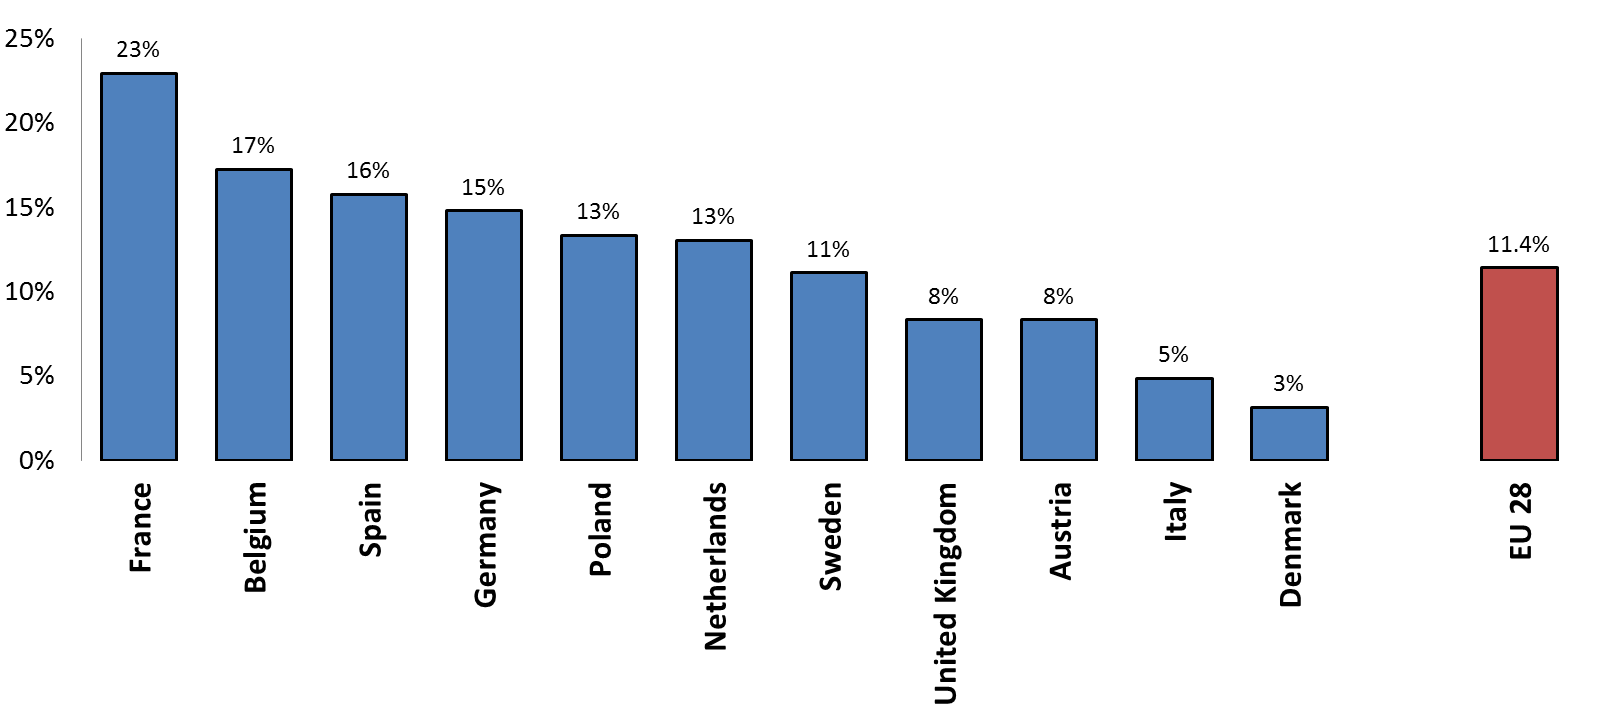 25%
20%
15%
10%
5%
0%
23%
17%
16%
15%
13%
13%
11%
8%
8%
5%
3%
11.4%
France
Belgium
Spain
Germany
Poland
Netherlands
Sweden
United Kingdom
Austria
Italy
Denmark
EU 28